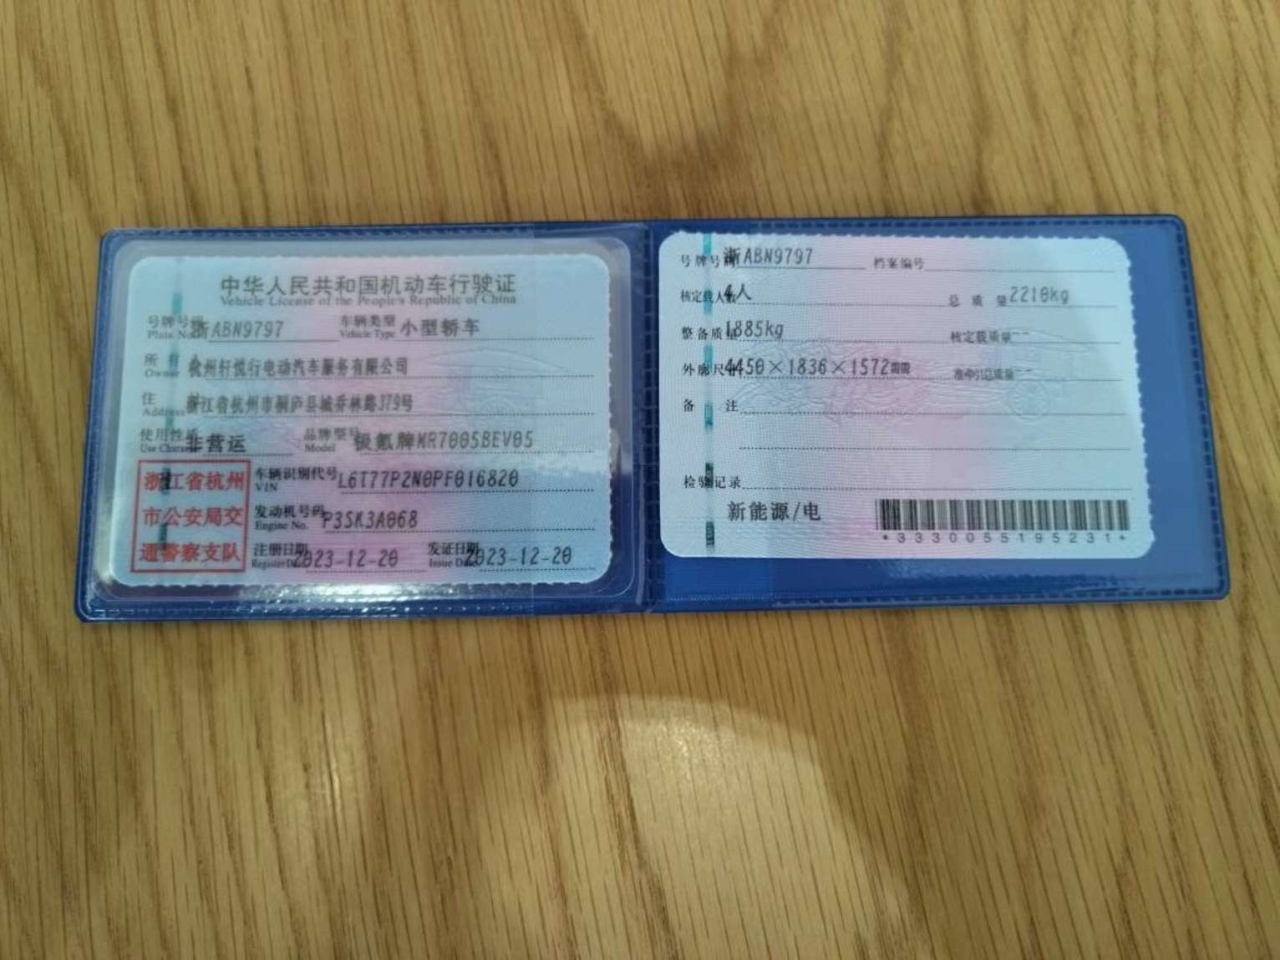 中华人民共和国机动车行驶证
Vehicle License of the People's Republic of China
号牌号码 浙ABN9797 车辆类型 小型轿车
Plate No. Vehicle Type
所有人 杭州轩悦行电动汽车服务有限公司
Owner
住址 浙江省杭州市桐庐县城香林路379号
Address
使用性质 非营运 品牌型号 极氪牌MR7005BEV05
Use Character Model
浙江省杭州
市公安局交
通警察支队
车辆识别代号 L6T77P2N0PF016820
VIN
发动机号码 P3SK3A068
Engine No.
注册日期 2023-12-20 发证日期 2023-12-20
Register Date Issue Date
号牌号码 浙ABN9797 档案编号
核定载人数 4人 总质量 2210kg
整备质量 1885kg 核定载质量 --
外廓尺寸 4450×1836×1572mm 准牵引总质量 --
备注
检验记录
新能源/电
*3330055195231*